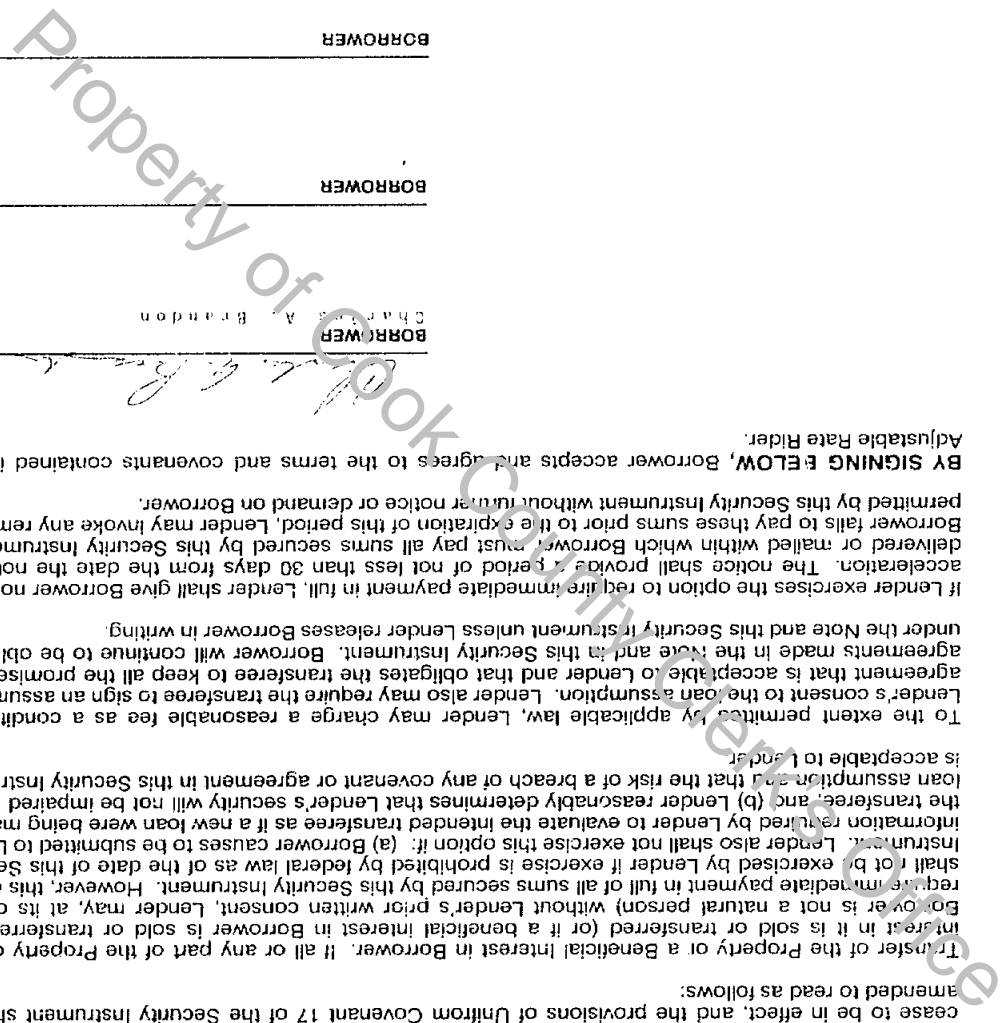 cease to be in effect, and the provisions of Unifrom Covenant 17 of the Security Instrument sh
amended to read as follows:
Transfer of the Property or a Beneficial Interest in Borrower. If all or any part of the Property o
interest in it is sold or transferred (or if a beneficial interest in Borrower is sold or transferre
Borrower is not a natural person) without Lender's prior written consent, Lender may, at its o
require immediate payment in full of all sums secured by this Security Instrument. However, this
shall not by exercised by Lender if exercise is prohibited by federal law as of the date of this Se
Instrument. Lender also shall not exercise this option if: (a) Borrower causes to be submitted to L
information required by Lender to evaluate the intended transferee as if a new loan were being ma
the transferee; and (b) Lender reasonably determines that Lender's security will not be impaired
loan assumption and that the risk of a breach of any covenant or agreement in this Security Instr
is acceptable to Lender
To the extent permitted by applicable law, Lender may charge a reasonable fee as a condit
Lender's consent to the loan assumption. Lender also may require the transferee to sign an assum
agreement that is acceptable to Lender and that obligates the transferee to keep all the promise
agreements made in the Note and in this Security Instrument. Borrower will continue to be obli
under the Note and this Security Instrument unless Lender releases Borrower in writing.
If Lender exercises the option to require immediate payment in full, Lender shall give Borrower no
acceleration. The notice shall provide a period of not less than 30 days from the date the not
delivered or mailed within which Borrower must pay all sums secured by this Security Instrume
Borrower fails to pay these sums prior to the expiration of this period, Lender may invoke any rem
permitted by this Security Instrument without further notice or demand on Borrower.
BY SIGNING BELOW, Borrower accepts and agrees to the terms and covenants contained i
Adjustable Rate Rider.
BORROWER
Charles A. Brandon
BORROWER
BORROWER
Property of Cook County Clerk's Office